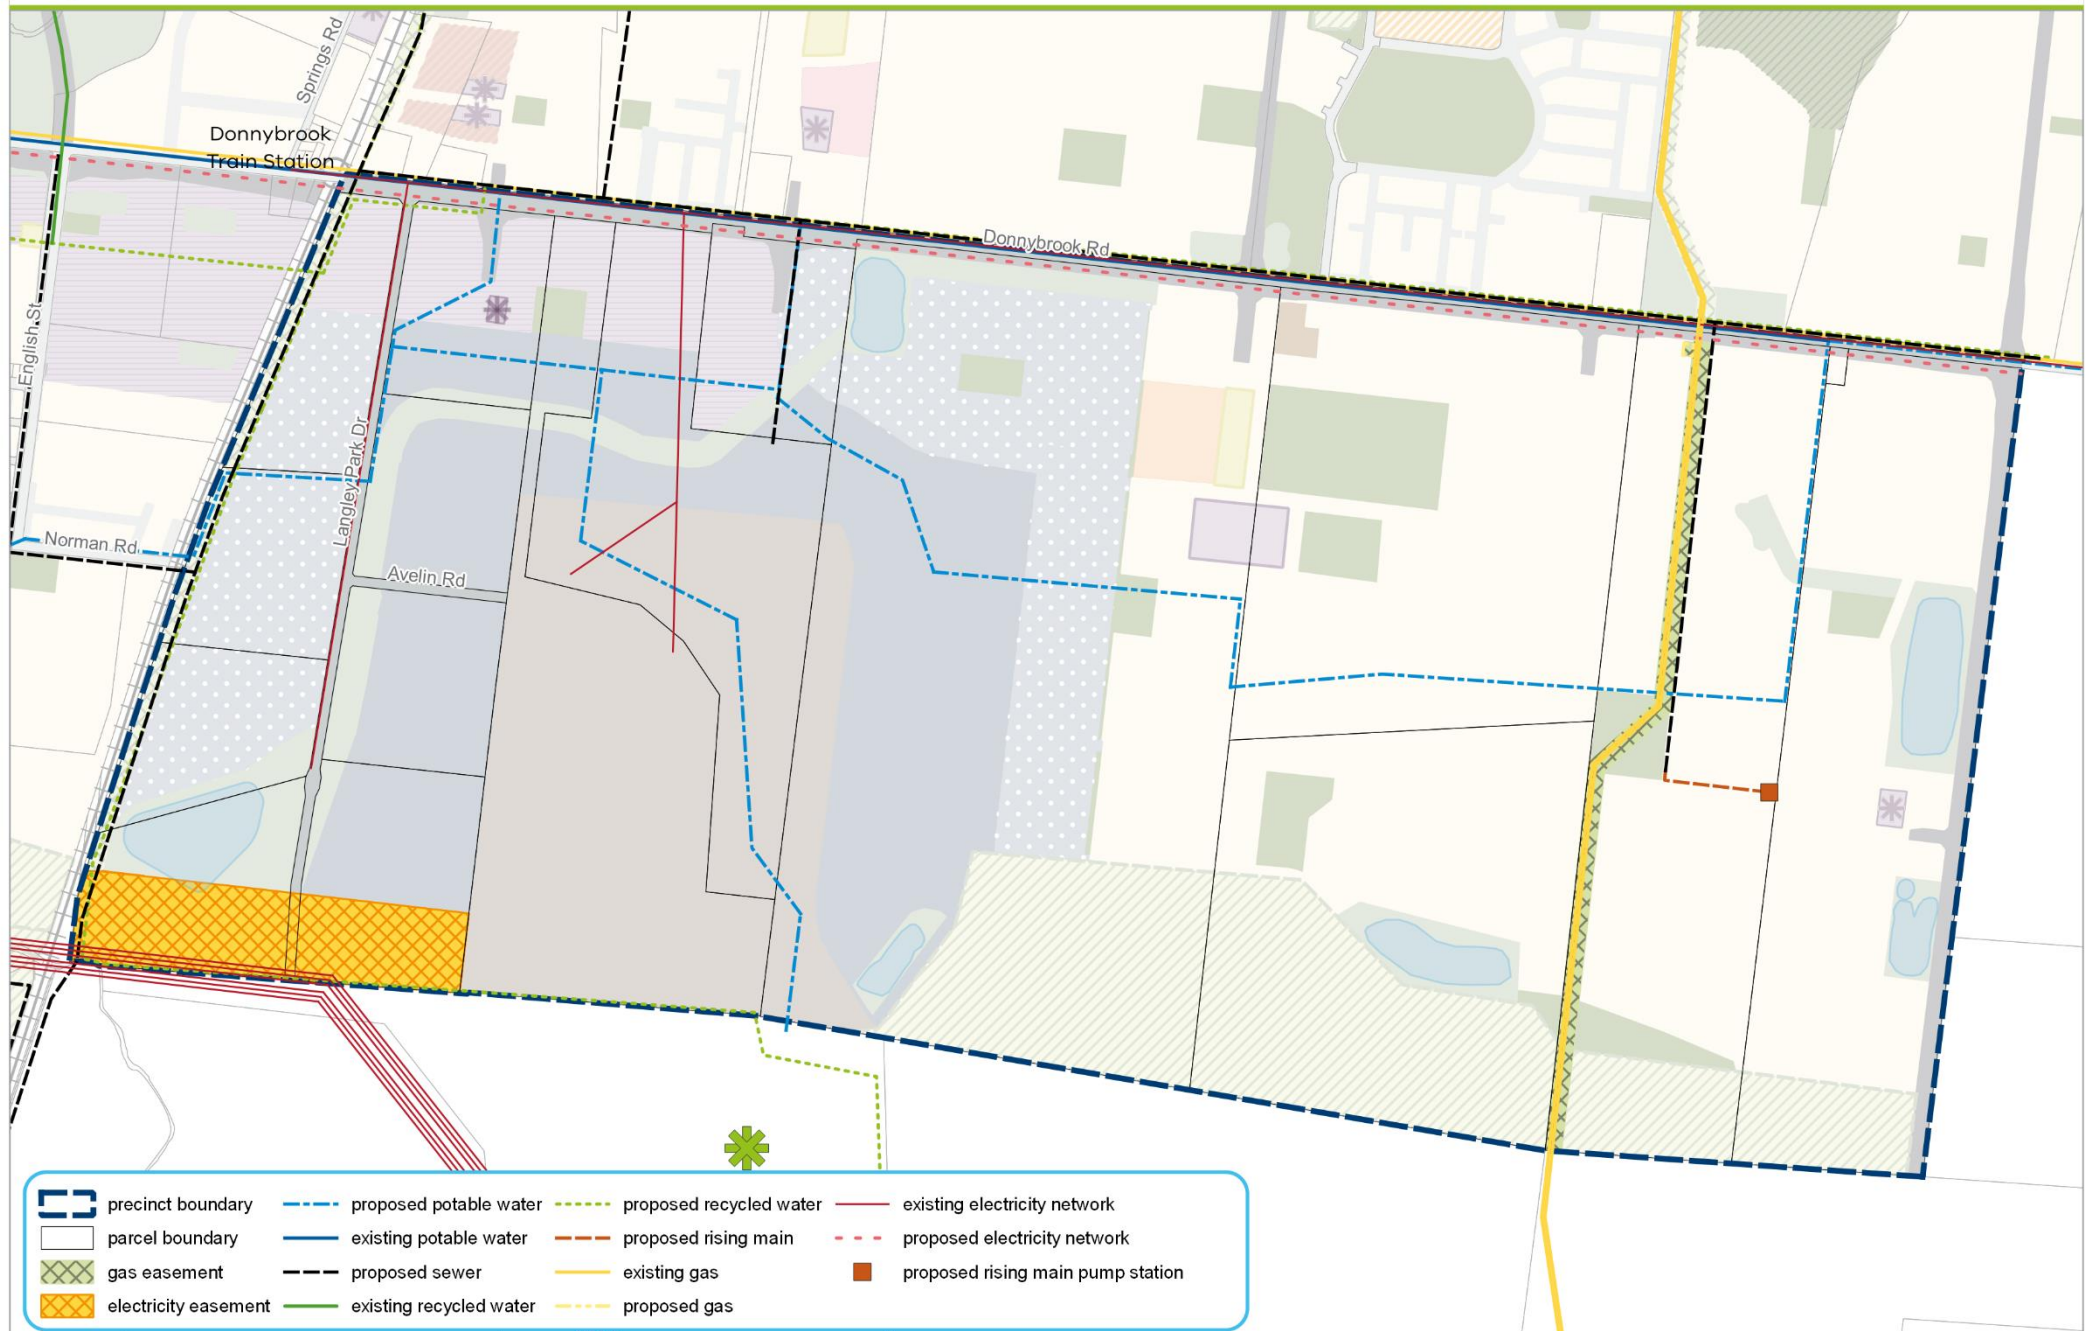 Springs Rd
Donnybrook
Train Station
Donnybrook Rd
English St
Langley Park Dr
Norman Rd
Avelin Rd
precinct boundary
proposed potable water
proposed recycled water
existing electricity network
parcel boundary
existing potable water
proposed rising main
proposed electricity network
gas easement
proposed sewer
existing gas
proposed rising main pump station
electricity easement
existing recycled water
proposed gas